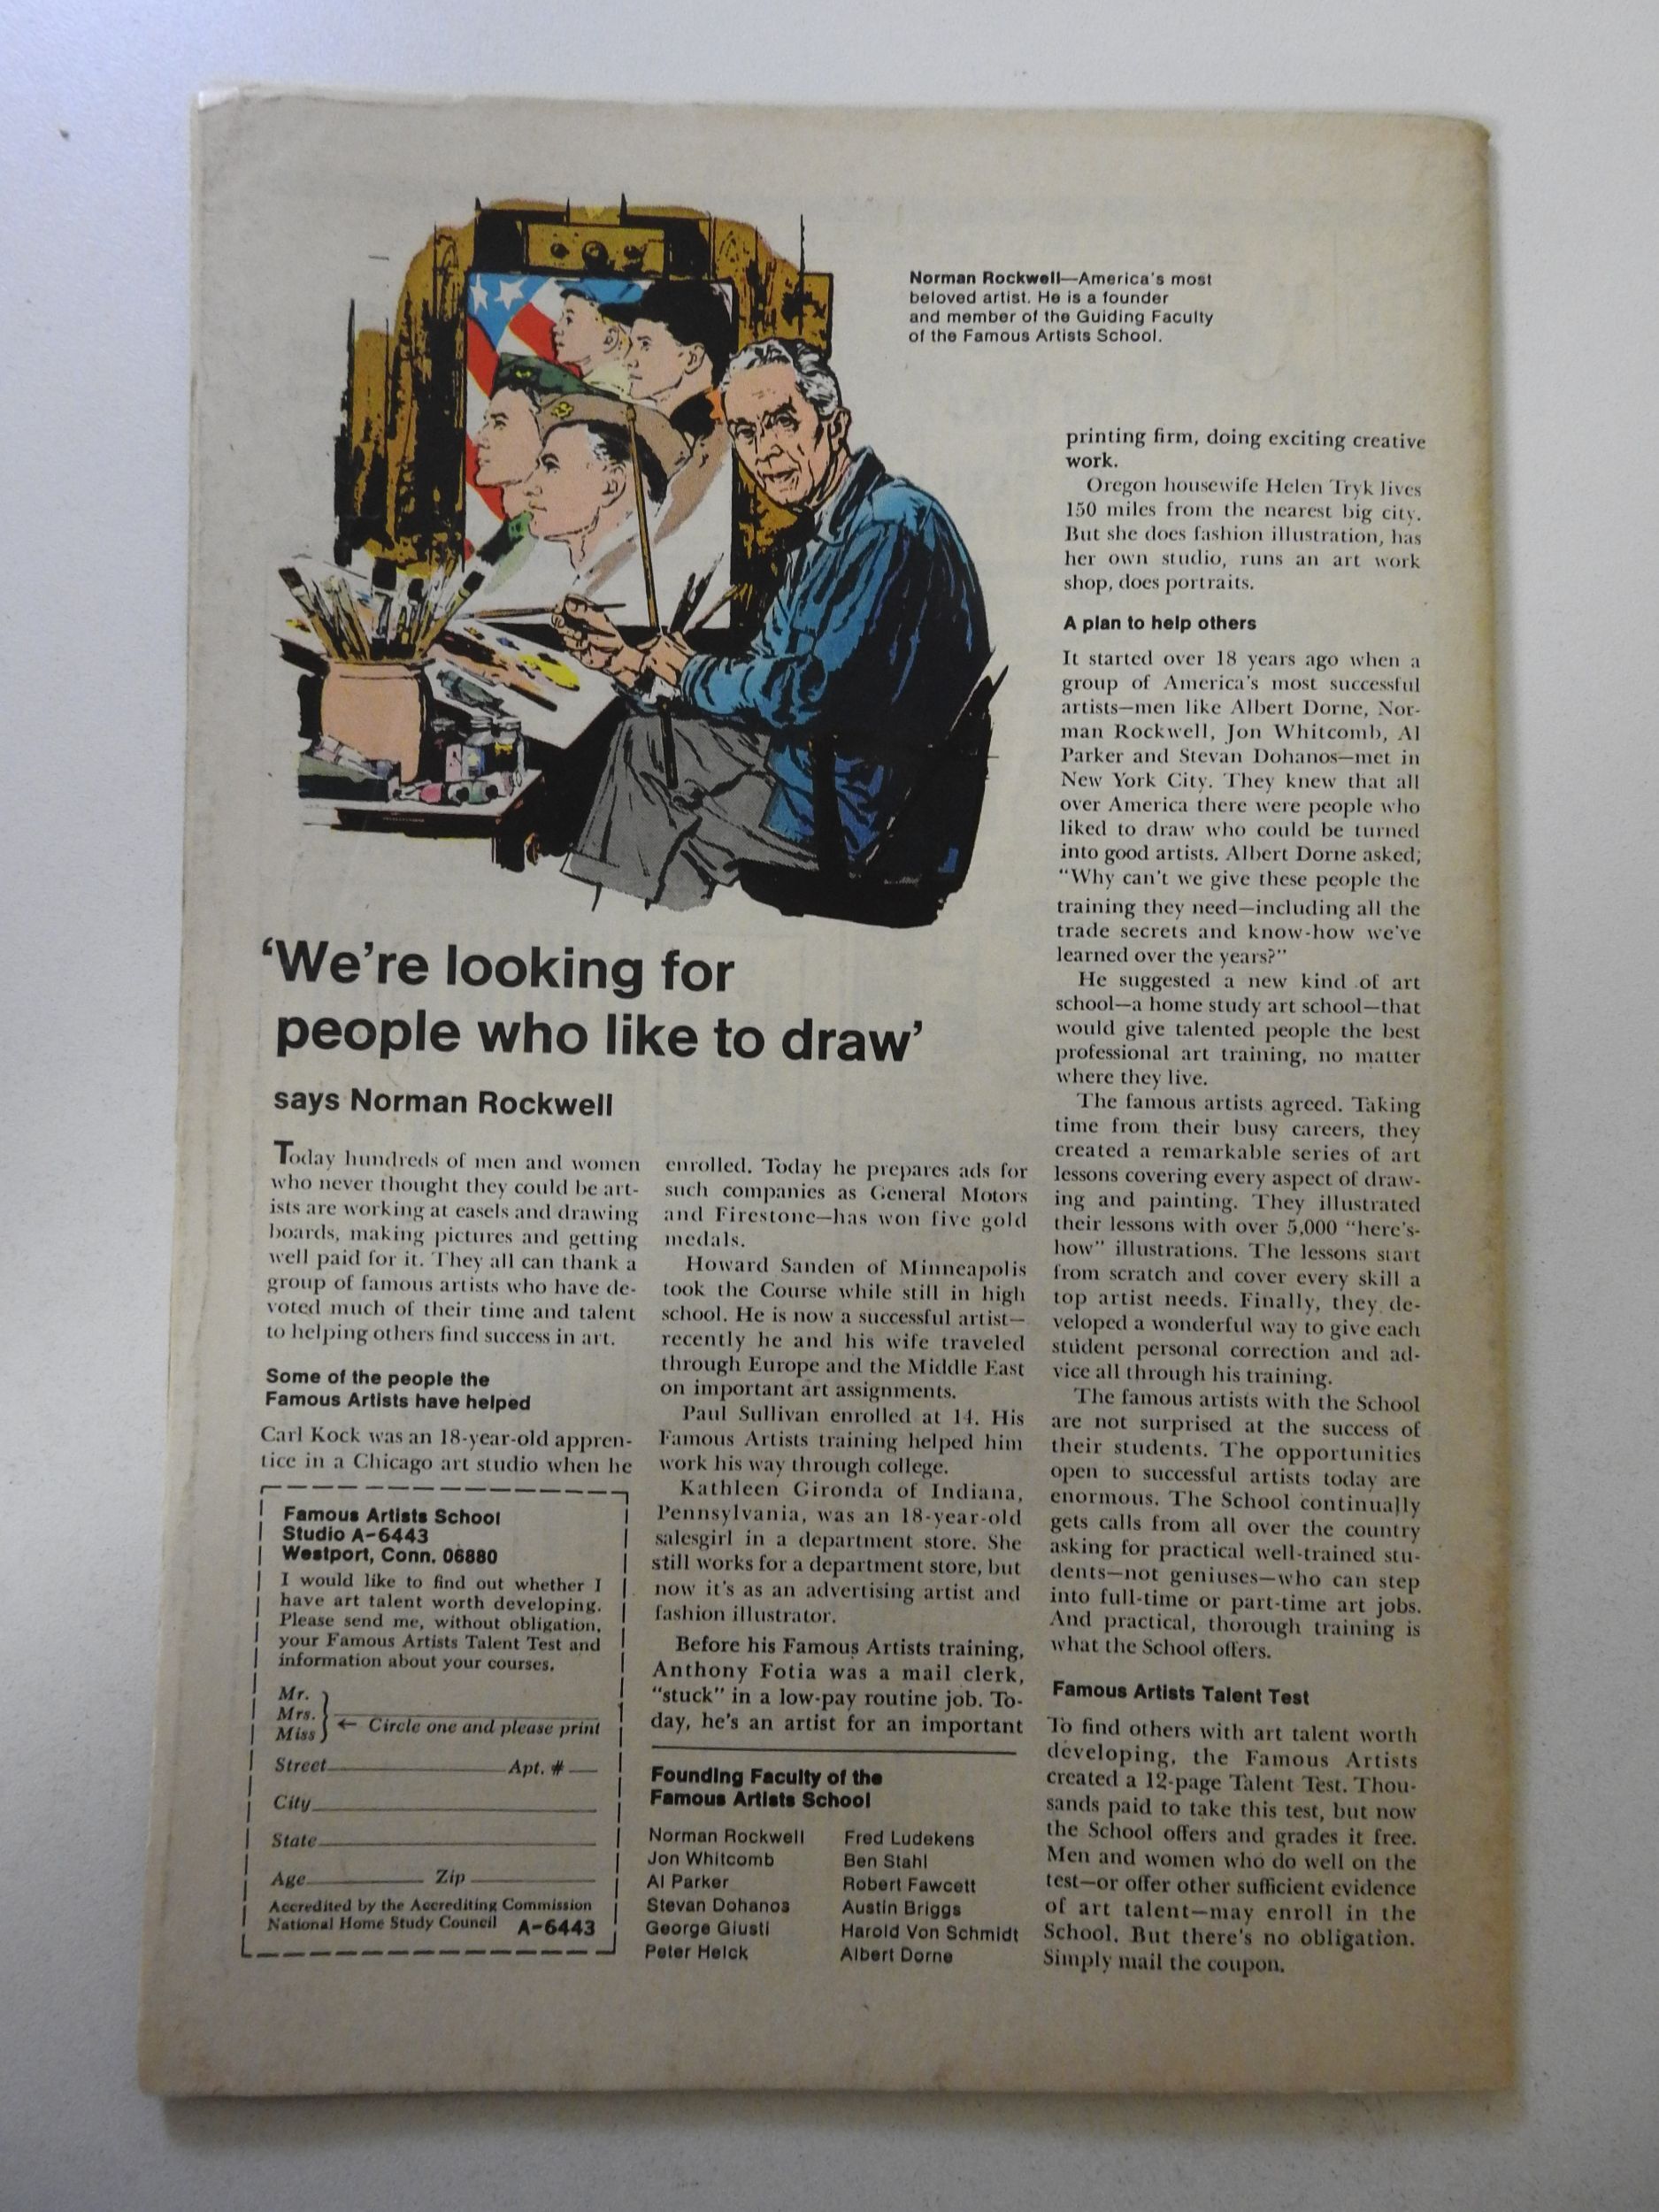 Norman Rockwell—America's most
beloved artist. He is a founder
and member of the Guiding Faculty
of the Famous Artists School.
'We're looking for
people who like to draw'
says Norman Rockwell
Today hundreds of men and women
who never thought they could be art-
ists are working at easels and drawing
boards, making pictures and getting
well paid for it. They all can thank a
group of famous artists who have de-
voted much of their time and talent
to helping others find success in art.
Some of the people the
Famous Artists have helped
Carl Kock was an 18-year-old appren-
tice in a Chicago art studio when he
enrolled. Today he prepares ads for
such companies as General Motors
and Firestone—has won five gold
medals.
Howard Sanden of Minneapolis
took the Course while still in high
school. He is now a successful artist—
recently he and his wife traveled
through Europe and the Middle East
on important art assignments.
Paul Sullivan enrolled at 14. His
Famous Artists training helped him
work his way through college.
Kathleen Gironda of Indiana,
Pennsylvania, was an 18-year-old
salesgirl in a department store. She
still works for a department store, but
now it's as an advertising artist and
fashion illustrator.
Before his Famous Artists training,
Anthony Fotia was a mail clerk,
"stuck" in a low-pay routine job. To-
day, he's an artist for an important
printing firm, doing exciting creative
work.
Oregon housewife Helen Tryk lives
150 miles from the nearest big city.
But she does fashion illustration, has
her own studio, runs an art work
shop, does portraits.
A plan to help others
It started over 18 years ago when a
group of America's most successful
artists—men like Albert Dorne, Nor-
man Rockwell, Jon Whitcomb, Al
Parker and Stevan Dohanos—met in
New York City. They knew that all
over America there were people who
liked to draw who could be turned
into good artists. Albert Dorne asked;
"Why can't we give these people the
training they need—including all the
trade secrets and know-how we've
learned over the years?"
He suggested a new kind of art
school—a home study art school—that
would give talented people the best
professional art training, no matter
where they live.
The famous artists agreed. Taking
time from their busy careers, they
created a remarkable series of art
lessons covering every aspect of draw-
ing and painting. They illustrated
their lessons with over 5,000 "here's-
how" illustrations. The lessons start
from scratch and cover every skill a
top artist needs. Finally, they de-
veloped a wonderful way to give each
student personal correction and ad-
vice all through his training.
The famous artists with the School
are not surprised at the success of
their students. The opportunities
open to successful artists today are
enormous. The School continually
gets calls from all over the country
asking for practical well-trained stu-
dents—not geniuses—who can step
into full-time or part-time art jobs.
And practical, thorough training is
what the School offers.
Famous Artists Talent Test
To find others with art talent worth
developing, the Famous Artists
created a 12-page Talent Test. Thou-
sands paid to take this test, but now
the School offers and grades it free.
Men and women who do well on the
test—or offer other sufficient evidence
of art talent—may enroll in the
School. But there's no obligation.
Simply mail the coupon.
Famous Artists School
Studio A-6443
Westport, Conn. 06880
I would like to find out whether I
have art talent worth developing.
Please send me, without obligation,
your Famous Artists Talent Test and
information about your courses.
Mr.
Mrs.
Miss
← Circle one and please print
Street Apt. #
City
State
Age Zip
Accredited by the Accrediting Commission
National Home Study Council A-6443
Founding Faculty of the
Famous Artists School
Norman Rockwell
Jon Whitcomb
Al Parker
Stevan Dohanos
George Giusti
Peter Helck
Fred Ludekens
Ben Stahl
Robert Fawcett
Austin Briggs
Harold Von Schmidt
Albert Dorne